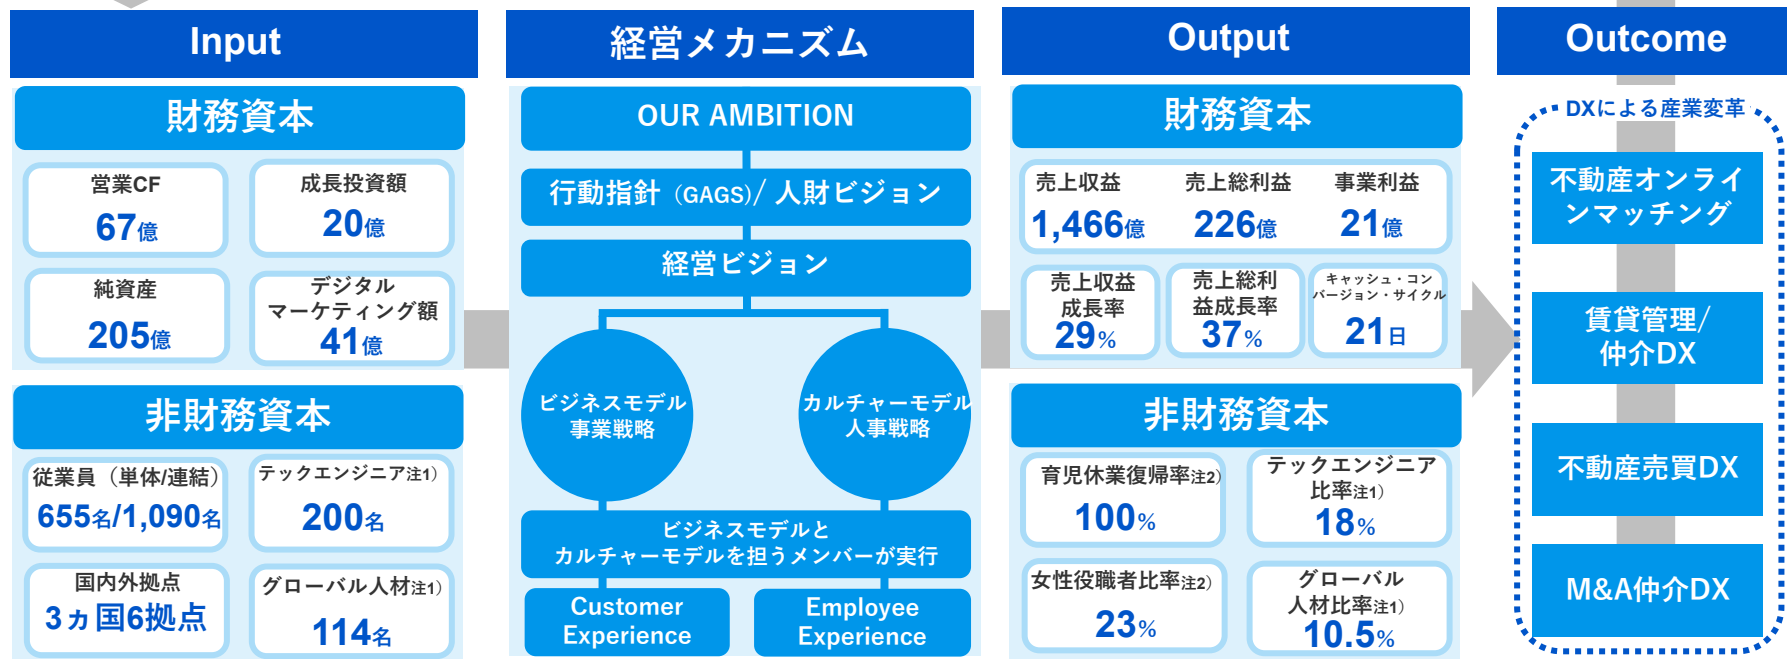 Input
財務資本
営業CF
67億
成長投資額
20億
純資産
205億
デジタル
マーケティング額
41億
非財務資本
従業員（単体/連結）
655名/1,090名
テックエンジニア注1）
200名
国内外拠点
3ヵ国6拠点
グローバル人材注1）
114名
経営メカニズム
OUR AMBITION
行動指針（GAGS)/ 人財ビジョン
経営ビジョン
ビジネスモデル
事業戦略
カルチャーモデル
人事戦略
ビジネスモデルと
カルチャーモデルを担うメンバーが実行
Customer
Experience
Employee
Experience
Output
財務資本
売上収益
1,466億
売上総利益
226億
事業利益
21億
売上収益
成長率
29%
売上総利
益成長率
37%
キャッシュ・コン
バージョン・サイクル
21日
非財務資本
育児休業復帰率注2）
100%
テックエンジニア
比率注1）
18%
女性役職者比率注2）
23%
グローバル
人材比率注1）
10.5%
Outcome
DXによる産業変革
不動産オンライ
ンマッチング
賃貸管理/
仲介DX
不動産売買DX
M&A仲介DX